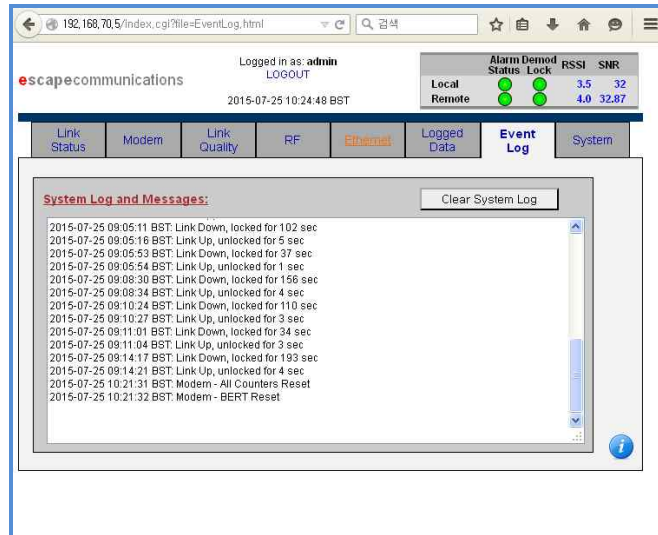 192,168,70,5/index,cgi?file=EventLog,html
검색
escapecommunications
Logged in as: admin
LOGOUT
2015-07-25 10:24:48 BST
Alarm Status Demod Lock RSSI SNR
Local 3.5 32
Remote 4.0 32.87
Link Status
Modem
Link Quality
RF
Ethernet
Logged Data
Event Log
System
System Log and Messages:
Clear System Log
2015-07-25 09:05:11 BST: Link Down, locked for 102 sec
2015-07-25 09:05:16 BST: Link Up, unlocked for 5 sec
2015-07-25 09:05:53 BST: Link Down, locked for 37 sec
2015-07-25 09:05:54 BST: Link Up, unlocked for 1 sec
2015-07-25 09:08:30 BST: Link Down, locked for 156 sec
2015-07-25 09:08:34 BST: Link Up, unlocked for 4 sec
2015-07-25 09:10:24 BST: Link Down, locked for 110 sec
2015-07-25 09:10:27 BST: Link Up, unlocked for 3 sec
2015-07-25 09:11:01 BST: Link Down, locked for 34 sec
2015-07-25 09:11:04 BST: Link Up, unlocked for 3 sec
2015-07-25 09:14:17 BST: Link Down, locked for 193 sec
2015-07-25 09:14:21 BST: Link Up, unlocked for 4 sec
2015-07-25 10:21:31 BST: Modem - All Counters Reset
2015-07-25 10:21:32 BST: Modem - BERT Reset